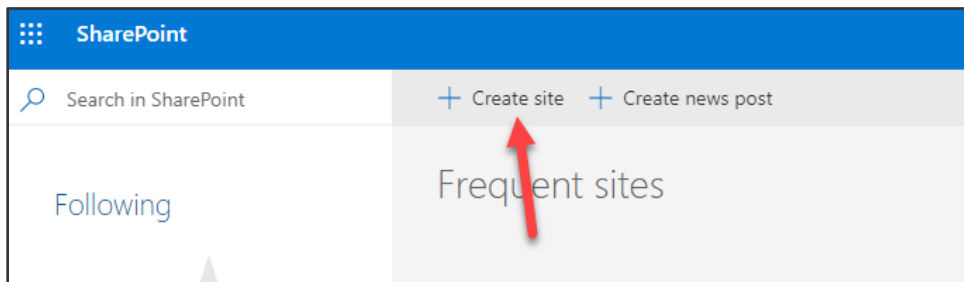 SharePoint
Search in SharePoint
Create site
Create news post
Following
Frequent sites